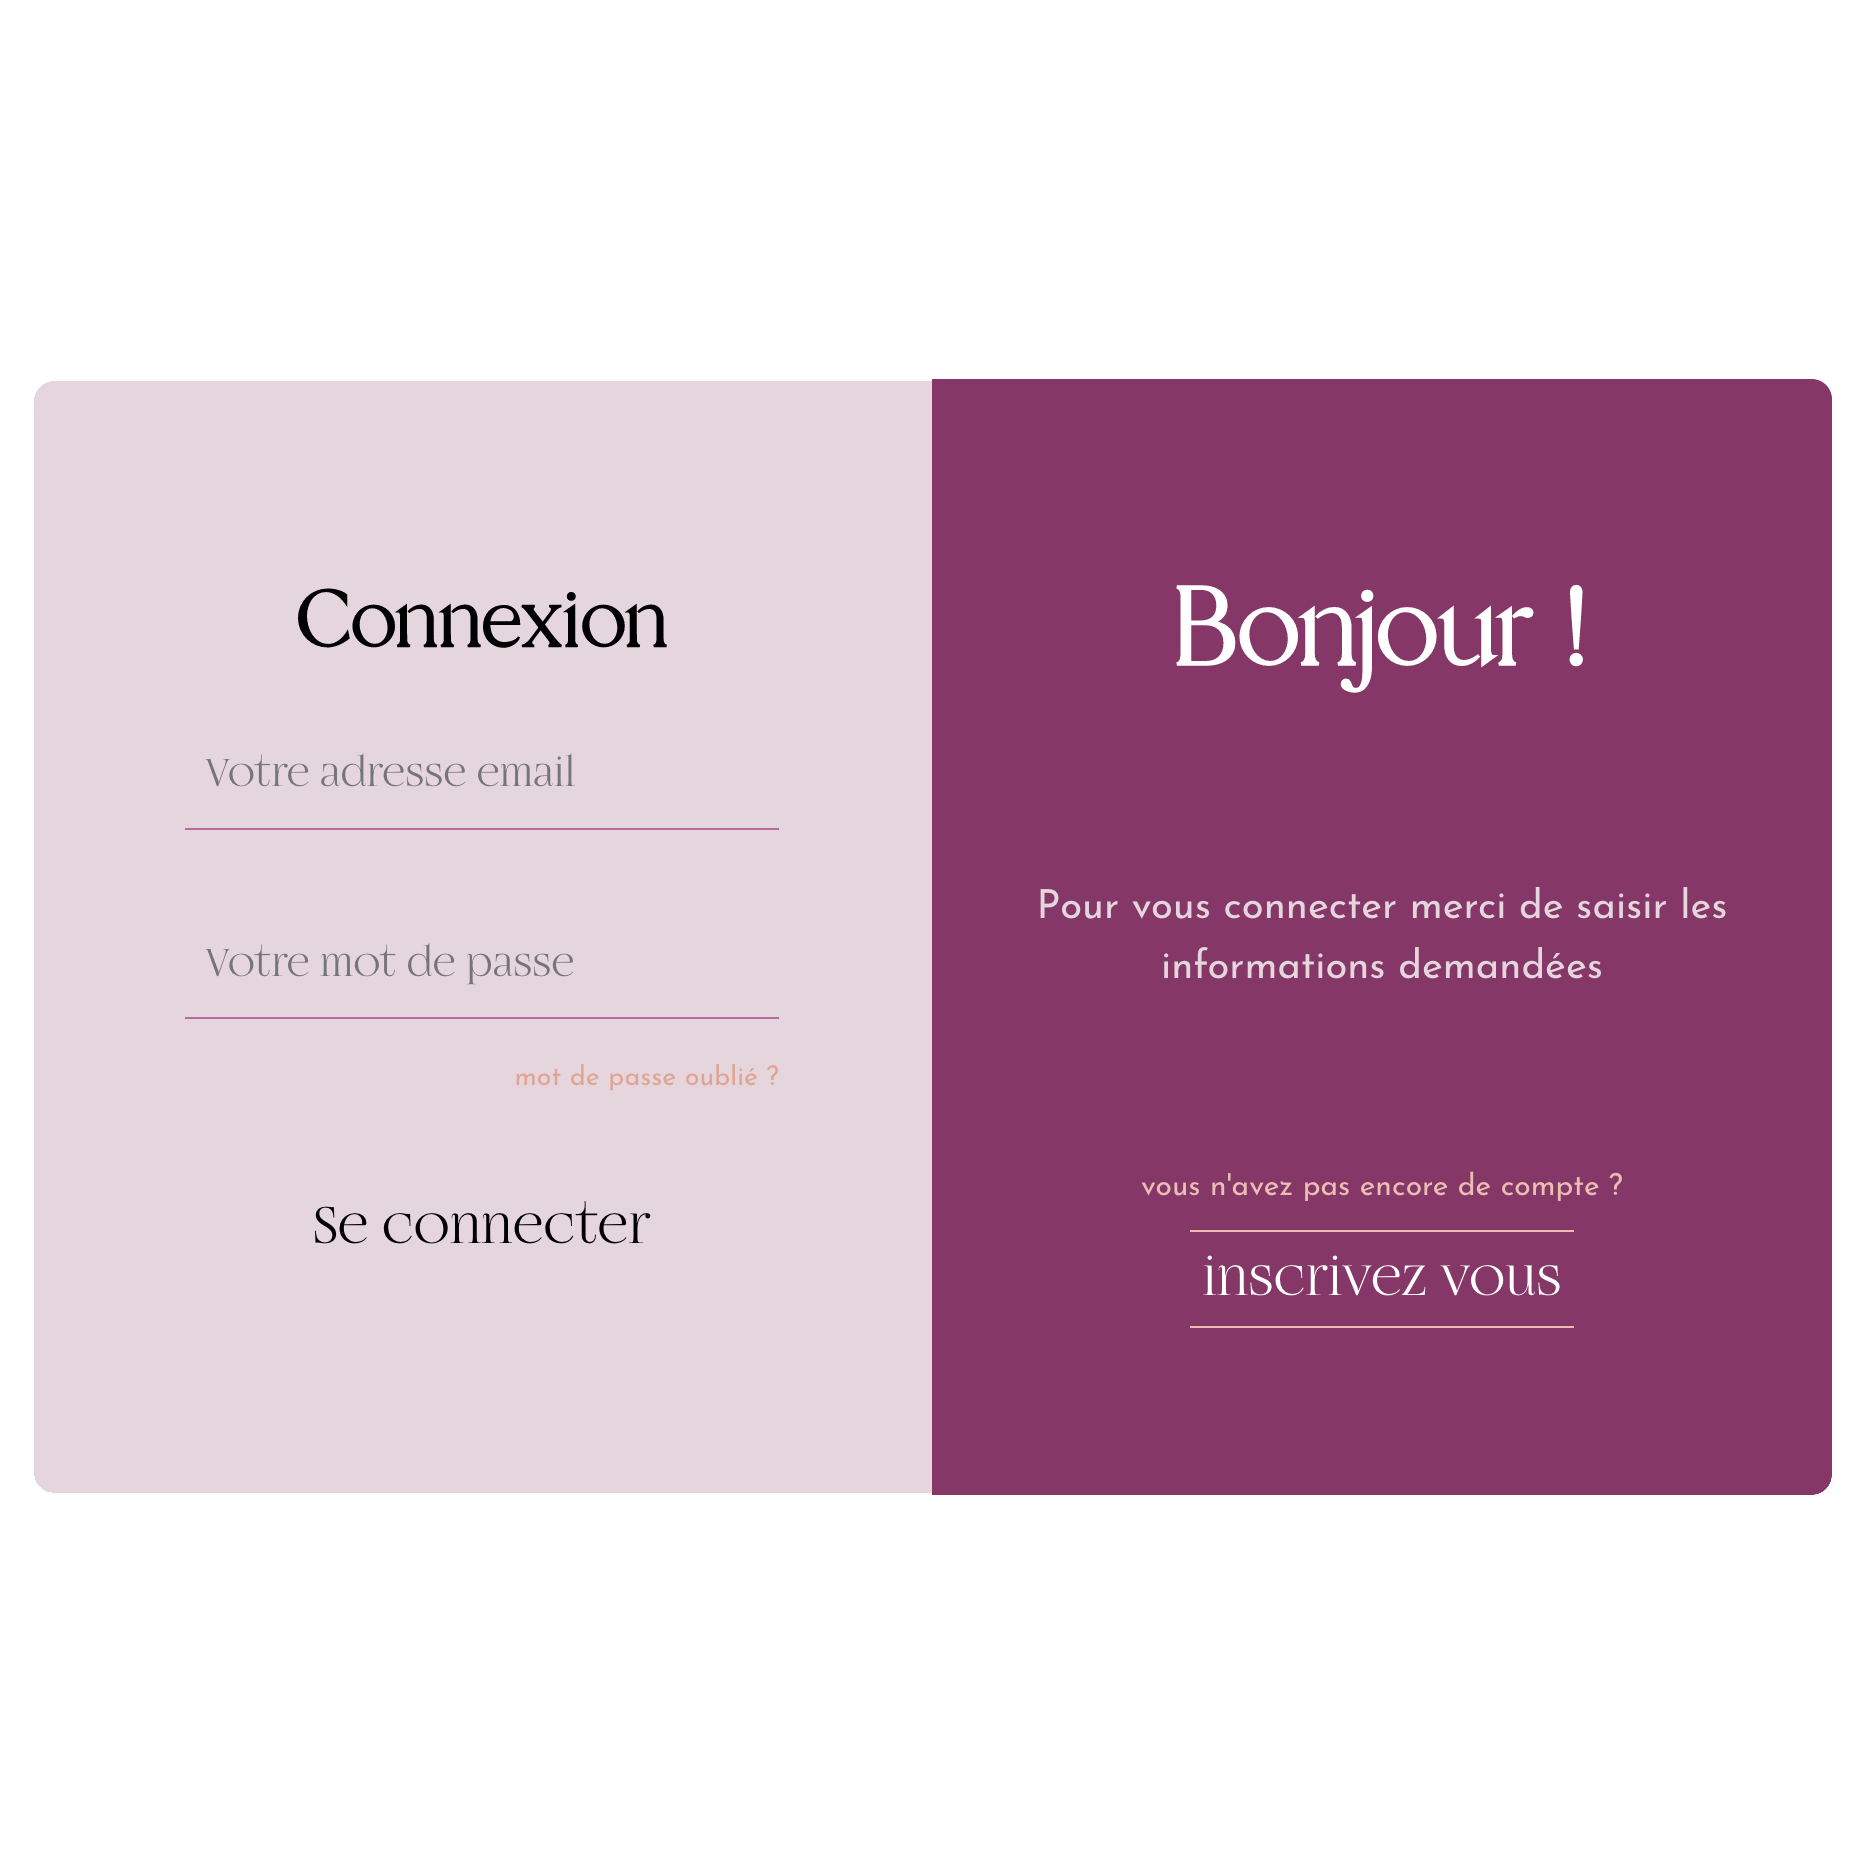 Connexion
Votre adresse email
Votre mot de passe
mot de passe oublié ?
Se connecter
Bonjour !
Pour vous connecter merci de saisir les
informations demandées
vous n'avez pas encore de compte ?
inscrivez vous